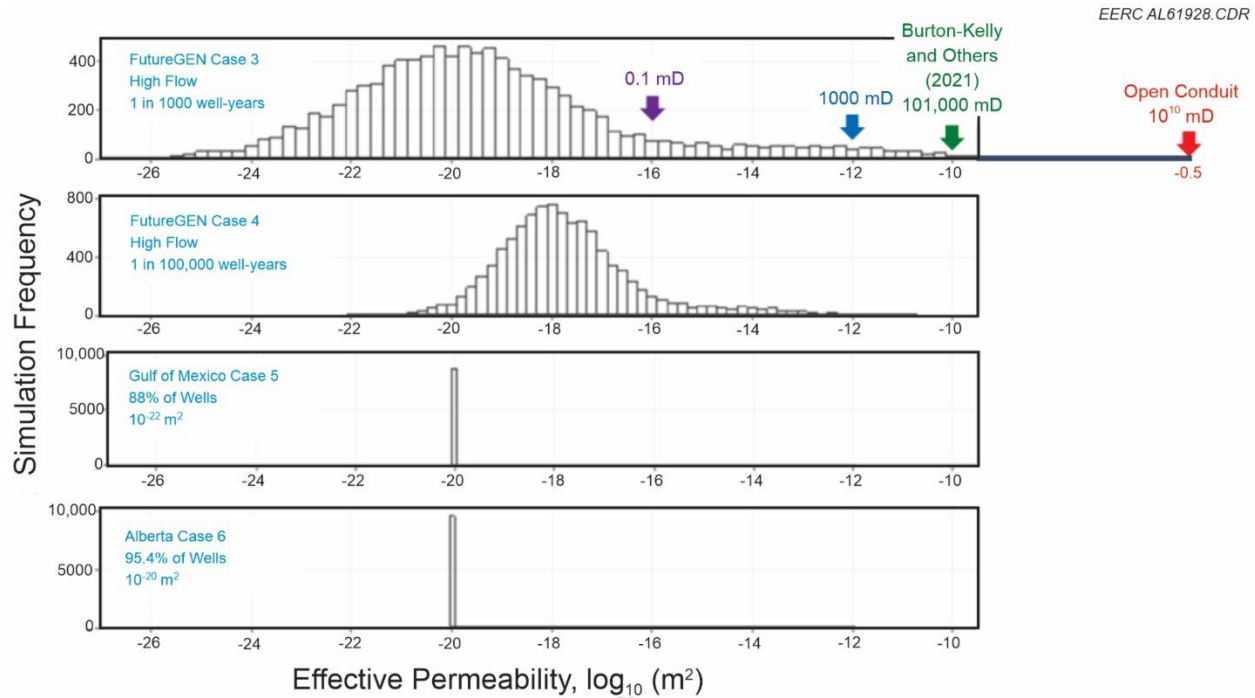 EERC AL61928.CDR
Burton-Kelly
and Others
(2021)
101,000 mD
0.1 mD
1000 mD
Open Conduit
10¹⁰ mD
-0.5
Simulation Frequency
FutureGEN Case 3
High Flow
1 in 1000 well-years
400
200
0
-26 -24 -22 -20 -18 -16 -14 -12 -10
FutureGEN Case 4
High Flow
1 in 100,000 well-years
800
400
0
-26 -24 -22 -20 -18 -16 -14 -12 -10
Gulf of Mexico Case 5
88% of Wells
10⁻²² m²
10,000
5000
0
-26 -24 -22 -20 -18 -16 -14 -12 -10
Alberta Case 6
95.4% of Wells
10⁻²⁰ m²
10,000
5000
0
-26 -24 -22 -20 -18 -16 -14 -12 -10
Effective Permeability, log₁₀ (m²)